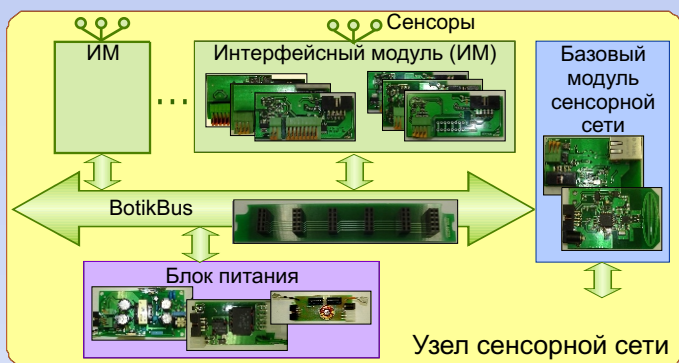 Сенсоры
ИМ
Интерфейсный модуль (ИМ)
Базовый
модуль
сенсорной
сети
...
BotikBus
Блок питания
Узел сенсорной сети